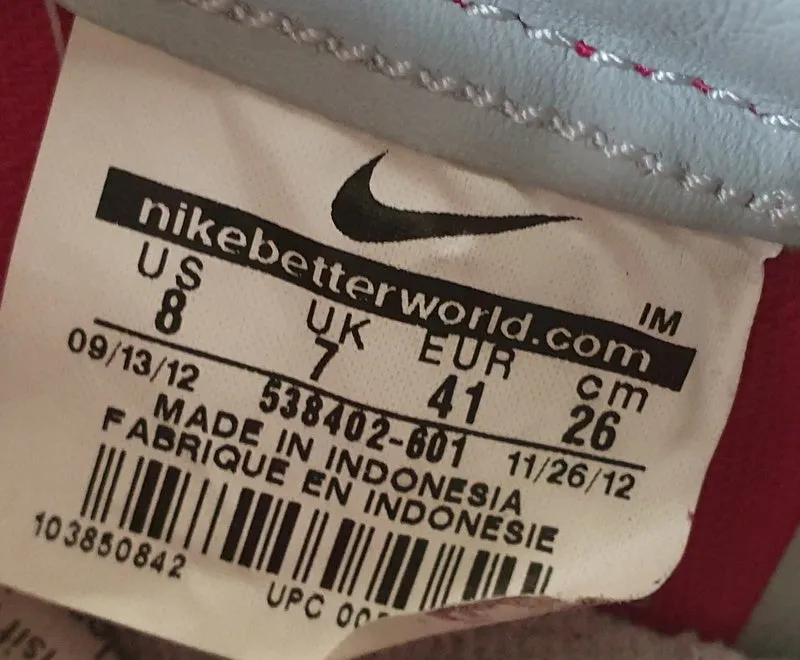 nikebetterworld.com
IM
US UK EUR cm
8 7 41 26
09/13/12 538402-601 11/26/12
MADE IN INDONESIA
FABRIQUE EN INDONESIE
103850842
UPC